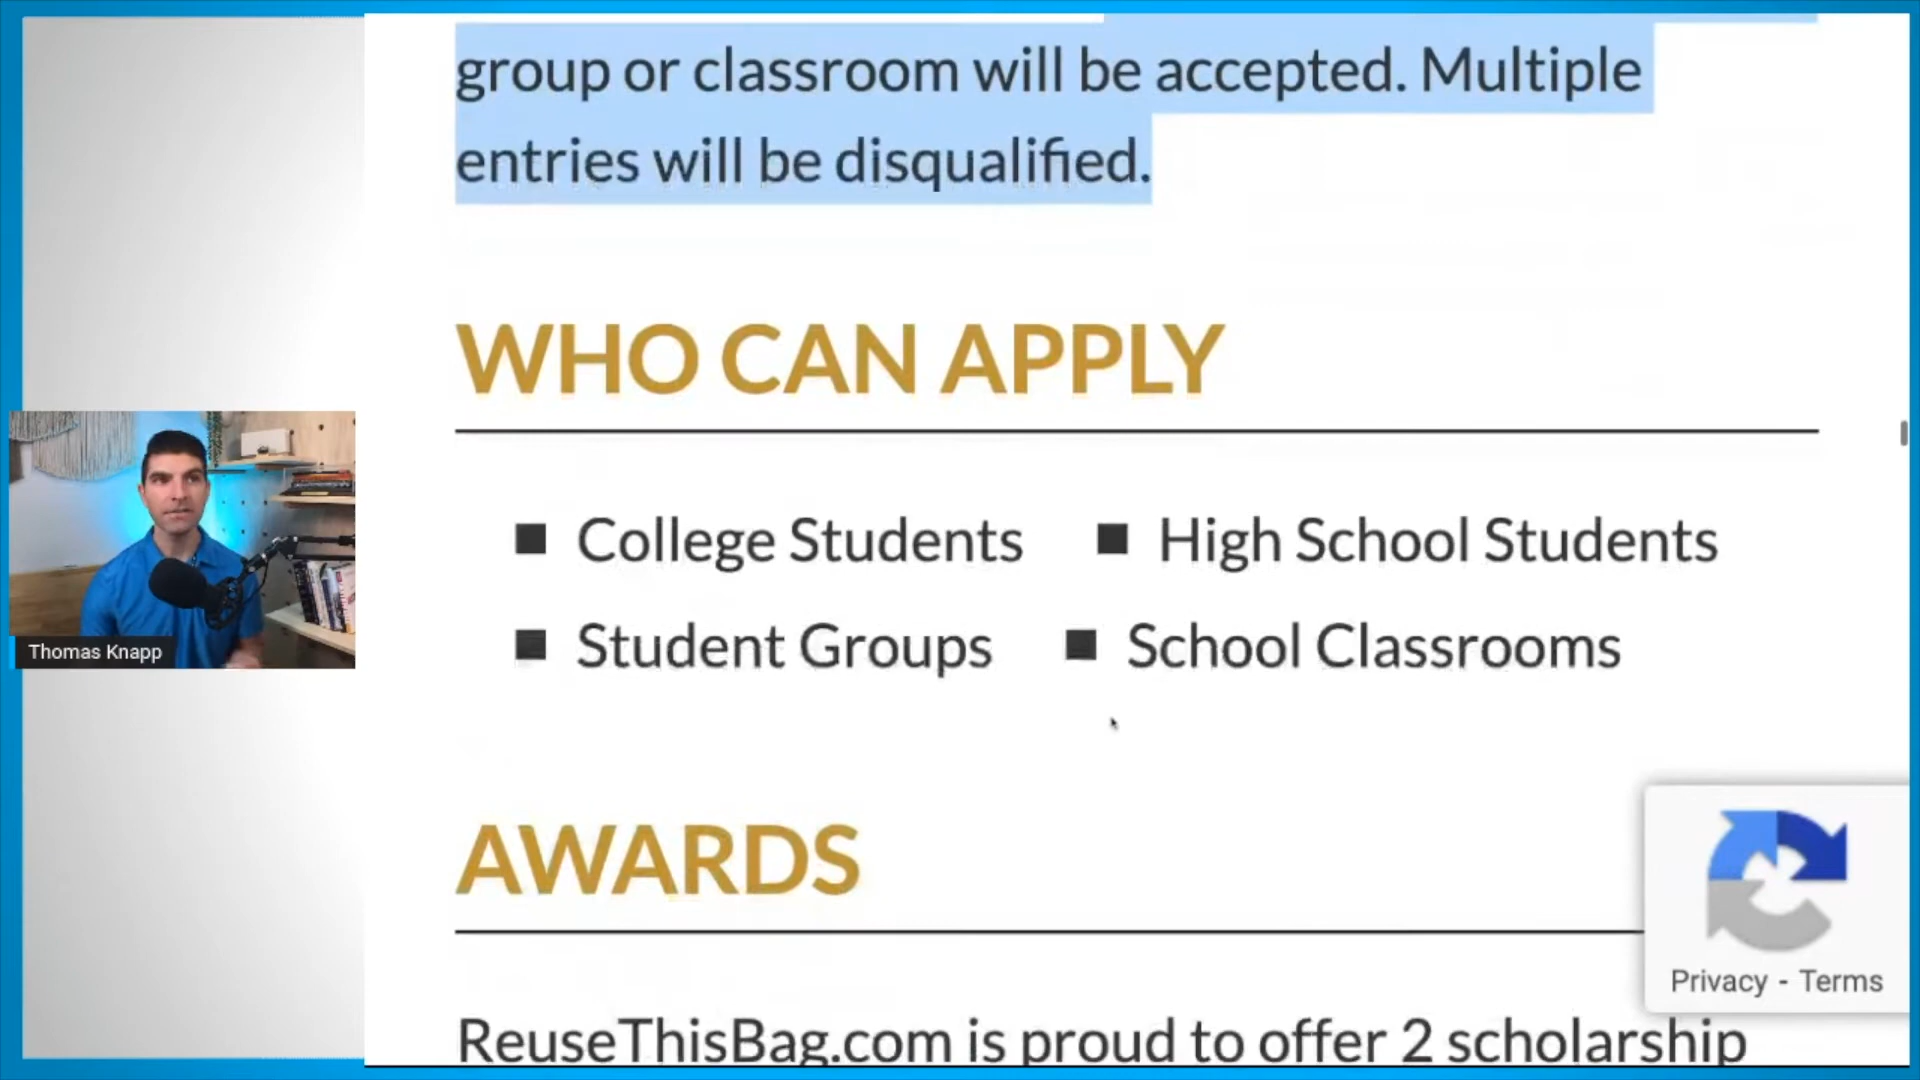 group or classroom will be accepted. Multiple
entries will be disqualified.
WHO CAN APPLY
■ College Students ■ High School Students
■ Student Groups ■ School Classrooms
Thomas Knapp
AWARDS
Privacy - Terms
ReuseThisBag.com is proud to offer 2 scholarship